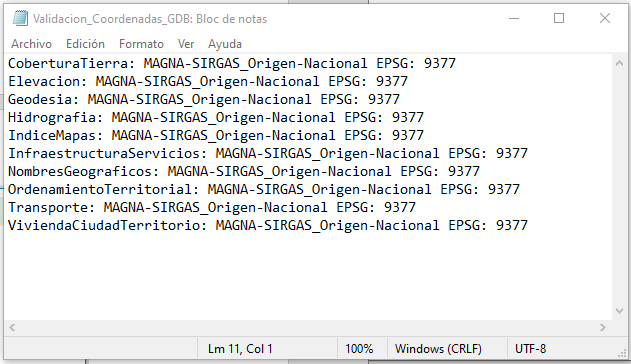 Validacion_Coordenadas_GDB: Bloc de notas
Archivo Edición Formato Ver Ayuda
CoberturaTierra: MAGNA-SIRGAS_Origen-Nacional EPSG: 9377
Elevacion: MAGNA-SIRGAS_Origen-Nacional EPSG: 9377
Geodesia: MAGNA-SIRGAS_Origen-Nacional EPSG: 9377
Hidrografia: MAGNA-SIRGAS_Origen-Nacional EPSG: 9377
IndiceMapas: MAGNA-SIRGAS_Origen-Nacional EPSG: 9377
InfraestructuraServicios: MAGNA-SIRGAS_Origen-Nacional EPSG: 9377
NombresGeograficos: MAGNA-SIRGAS_Origen-Nacional EPSG: 9377
OrdenamientoTerritorial: MAGNA-SIRGAS_Origen-Nacional EPSG: 9377
Transporte: MAGNA-SIRGAS_Origen-Nacional EPSG: 9377
ViviendaCiudadTerritorio: MAGNA-SIRGAS_Origen-Nacional EPSG: 9377
Lm 11, Col 1 100% Windows (CRLF) UTF-8